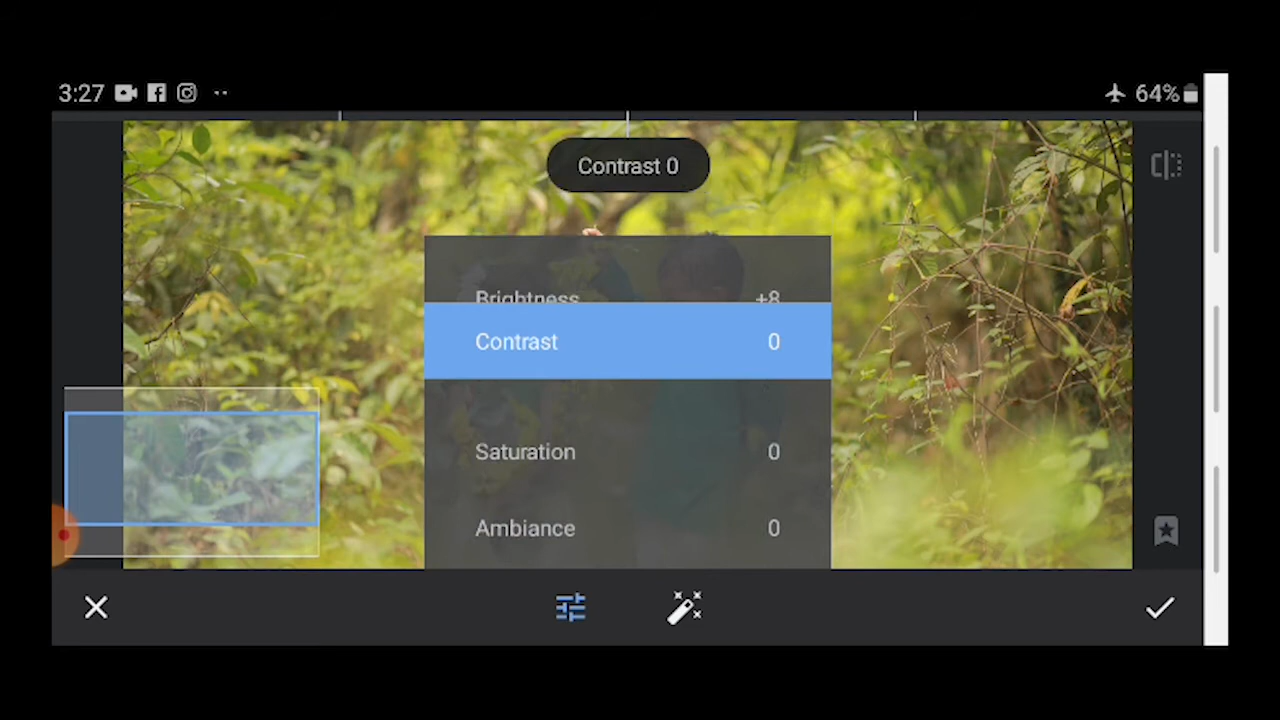 3:27
64%
Contrast 0
Brightness +8
Contrast 0
Saturation 0
Ambiance 0